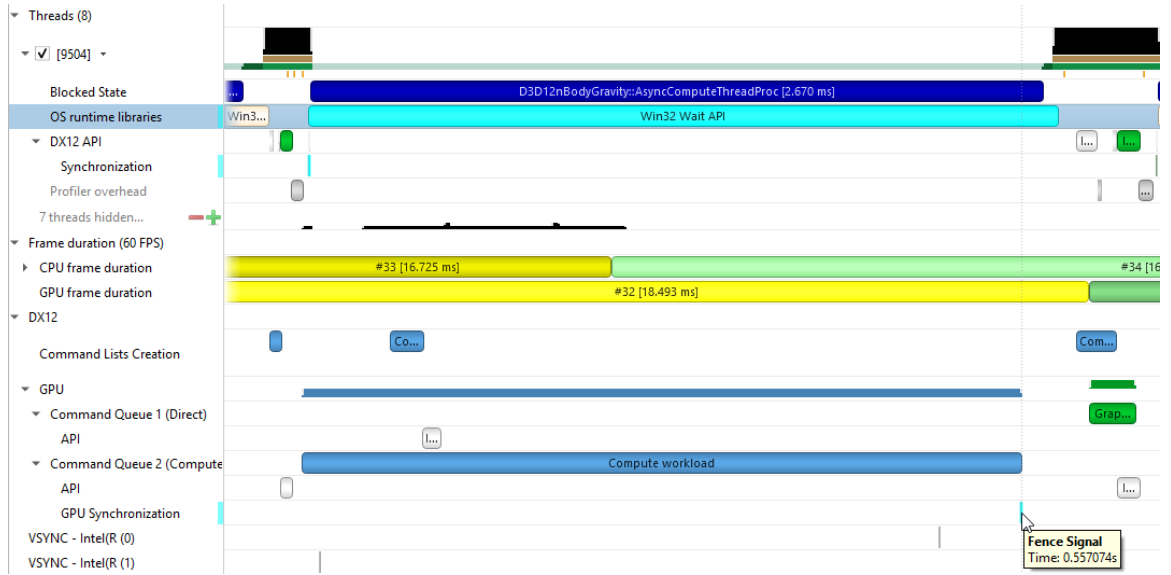 Threads (8)
[9504]
Blocked State ... D3D12nBodyGravity::AsyncComputeThreadProc [2.670 ms]
OS runtime libraries Win3... Win32 Wait API
DX12 API I... I...
Synchronization
Profiler overhead ...
7 threads hidden...
Frame duration (60 FPS)
CPU frame duration #33 [16.725 ms] #34 [16
GPU frame duration #32 [18.493 ms]
DX12
Command Lists Creation Co... Com...
GPU
Command Queue 1 (Direct) Grap...
API I...
Command Queue 2 (Compute Compute workload
API I...
GPU Synchronization
VSYNC - Intel(R (0)
Fence Signal
Time: 0.557074s
VSYNC - Intel(R (1)